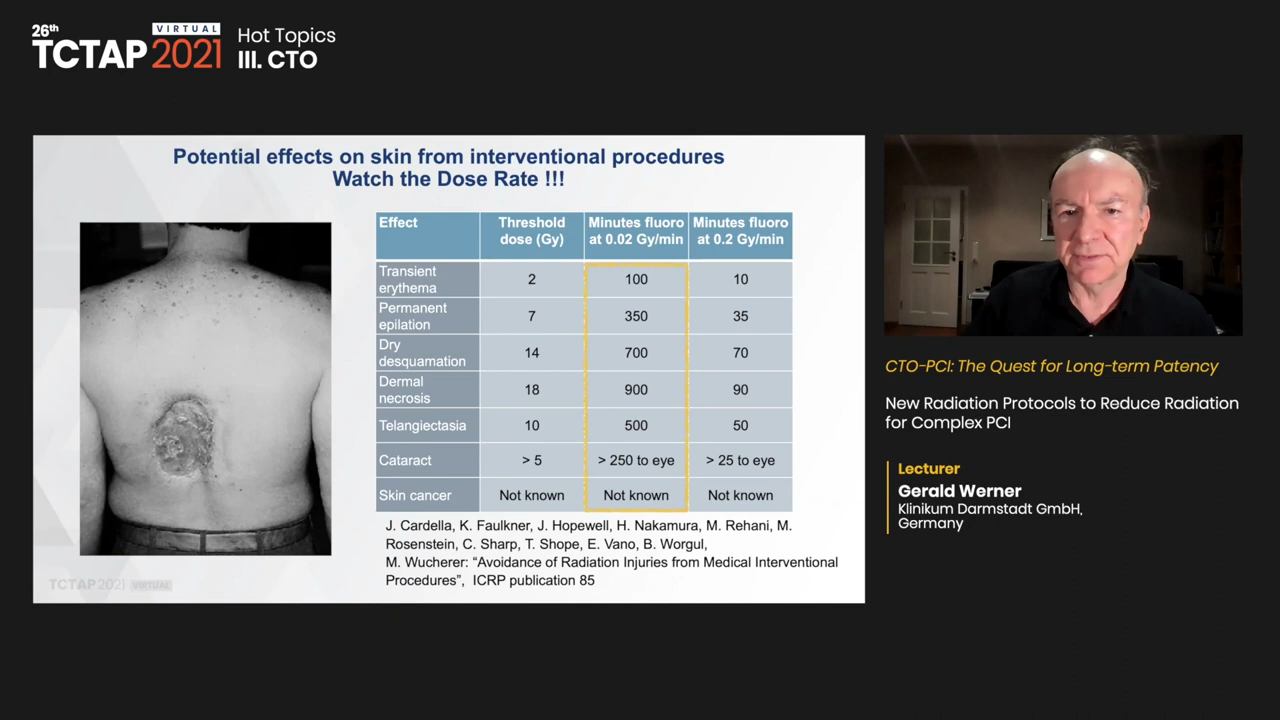 26th
VIRTUAL
TCTAP 2021
Hot Topics
III. CTO
Potential effects on skin from interventional procedures
Watch the Dose Rate !!!
Effect
Threshold dose (Gy)
Minutes fluoro at 0.02 Gy/min
Minutes fluoro at 0.2 Gy/min
Transient erythema 2 100 10
Permanent epilation 7 350 35
Dry desquamation 14 700 70
Dermal necrosis 18 900 90
Telangiectasia 10 500 50
Cataract > 5 > 250 to eye > 25 to eye
Skin cancer Not known Not known Not known
J. Cardella, K. Faulkner, J. Hopewell, H. Nakamura, M. Rehani, M.
Rosenstein, C. Sharp, T. Shope, E. Vano, B. Worgul,
M. Wucherer: “Avoidance of Radiation Injuries from Medical Interventional
Procedures”, ICRP publication 85
TCTAP 2021 VIRTUAL
CTO-PCI: The Quest for Long-term Patency
New Radiation Protocols to Reduce Radiation
for Complex PCI
Lecturer
Gerald Werner
Klinikum Darmstadt GmbH,
Germany